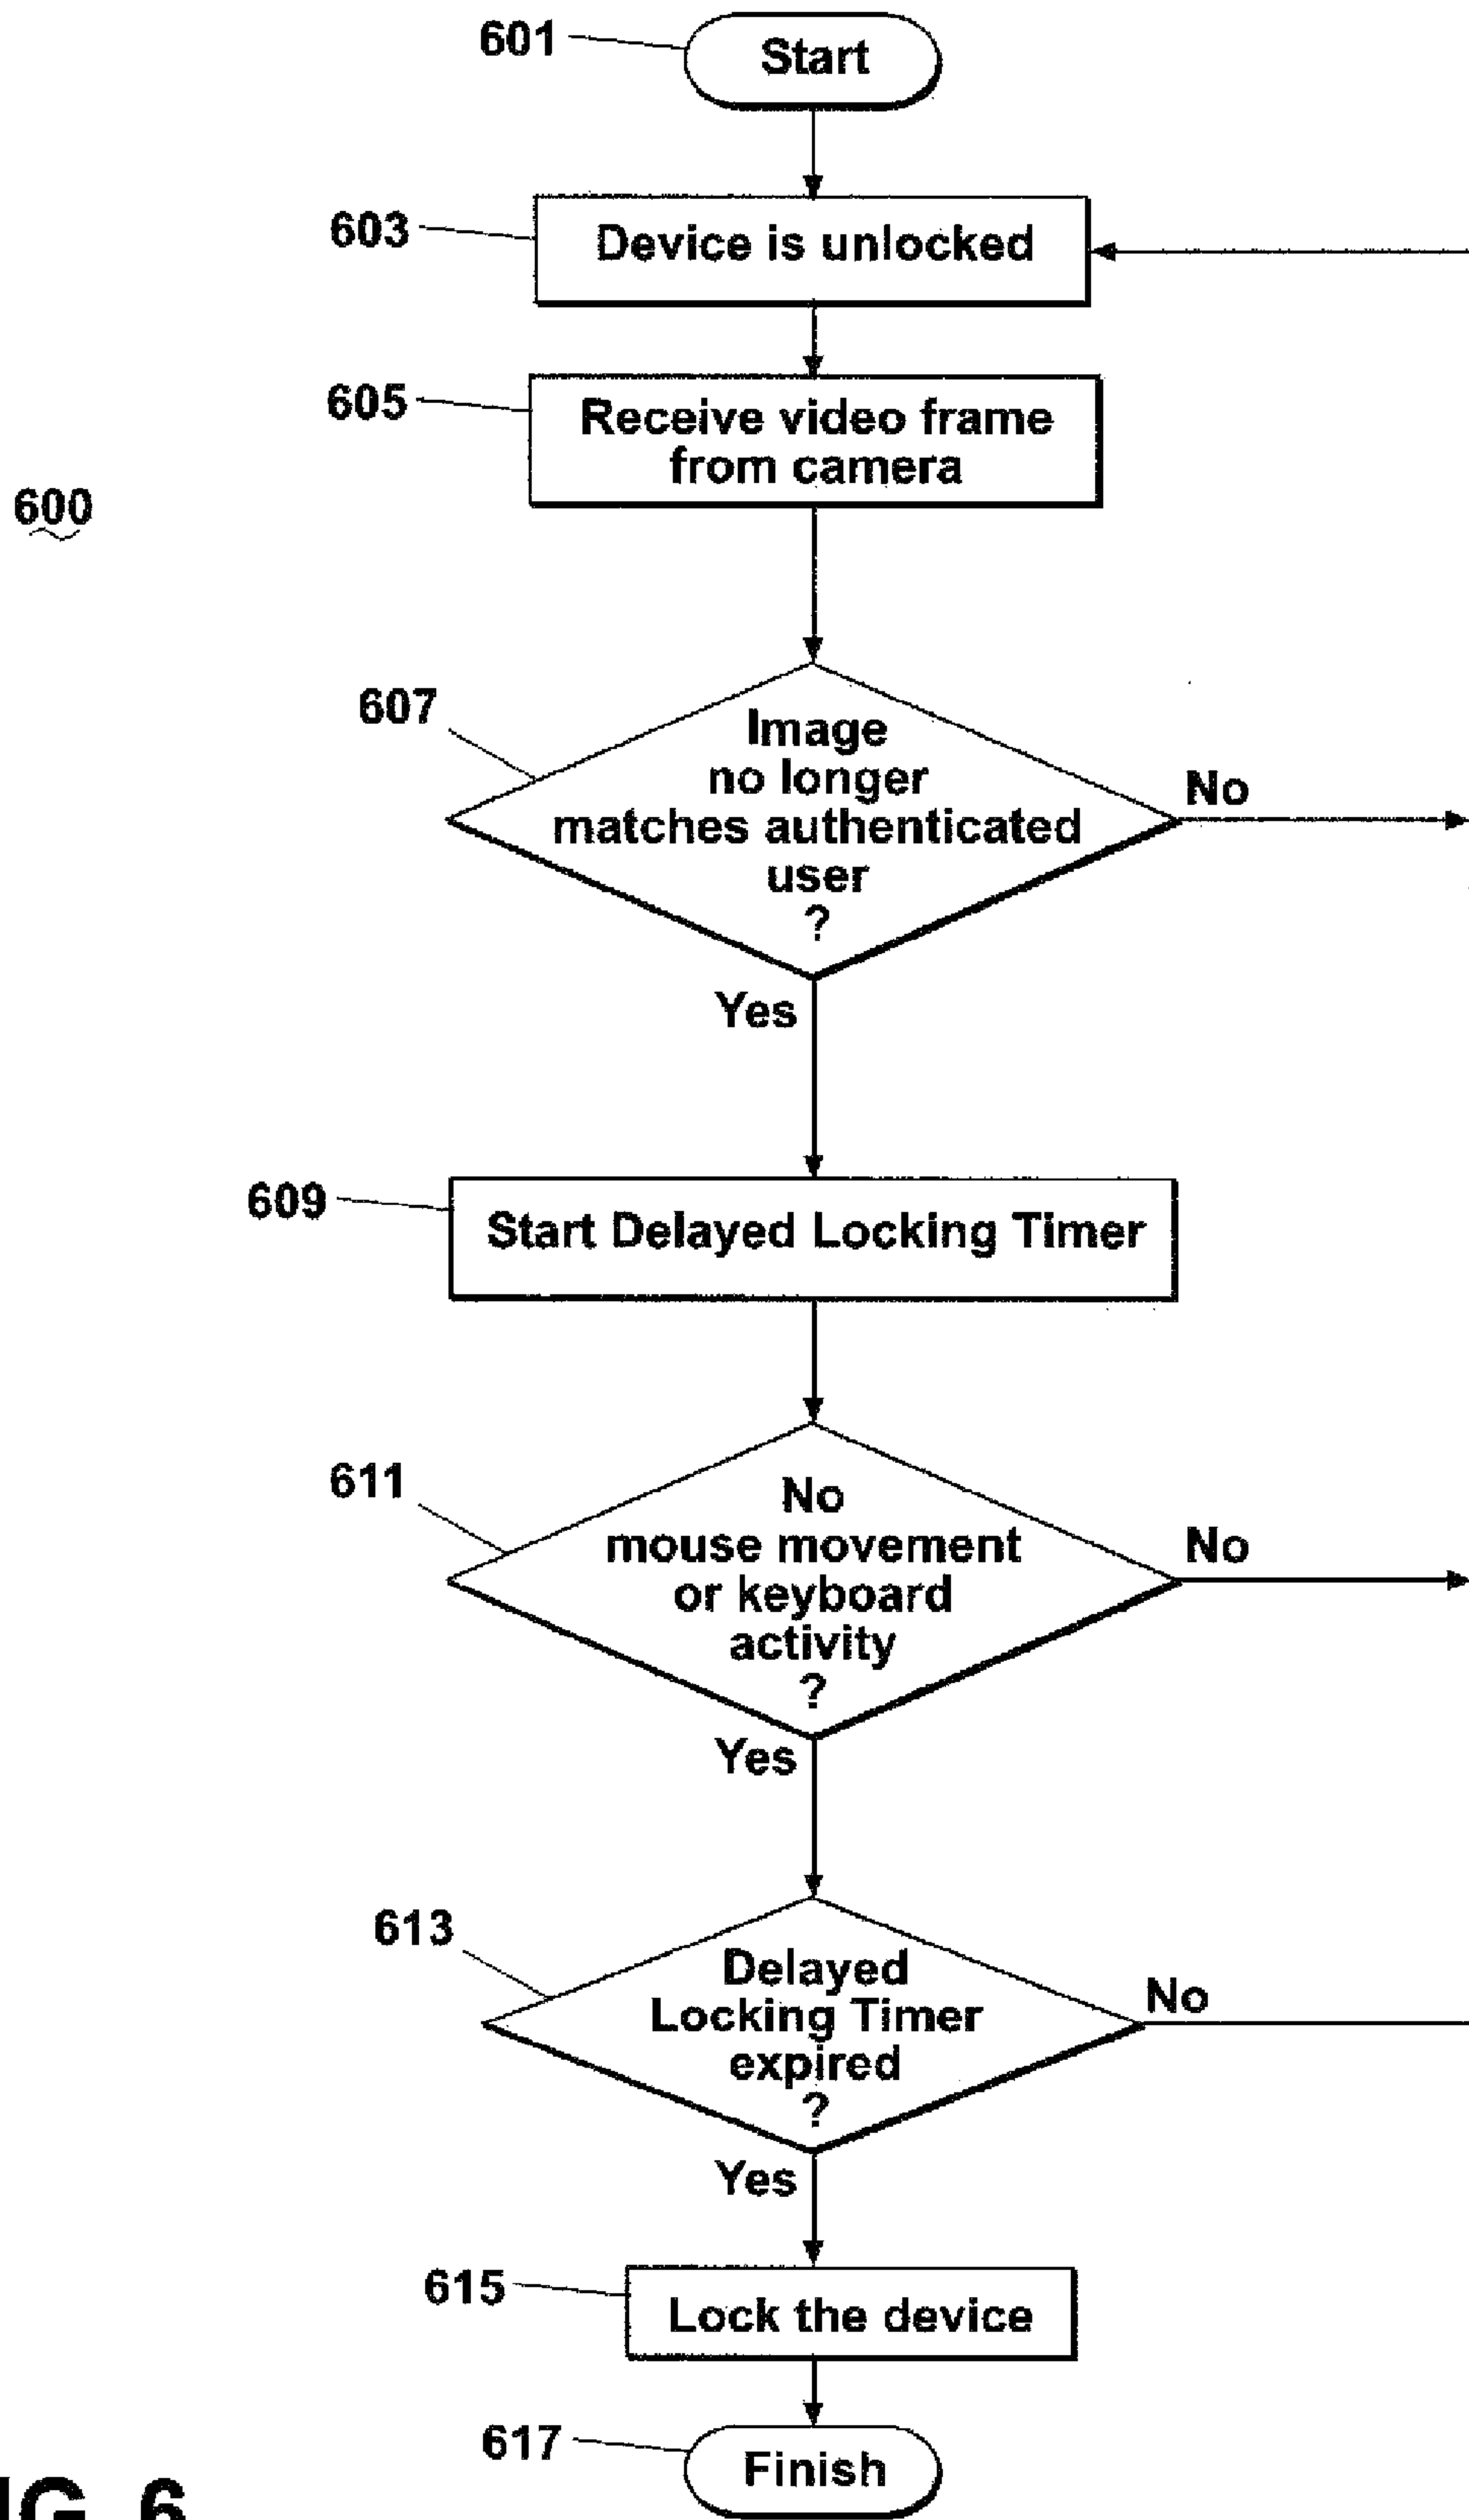 601
Start
603
Device is unlocked
605
Receive video frame
from camera
600
607
Image
no longer
matches authenticated
user
?
No
Yes
609
Start Delayed Locking Timer
611
No
mouse movement
or keyboard
activity
?
No
Yes
613
Delayed
Locking Timer
expired
?
No
Yes
615
Lock the device
617
Finish